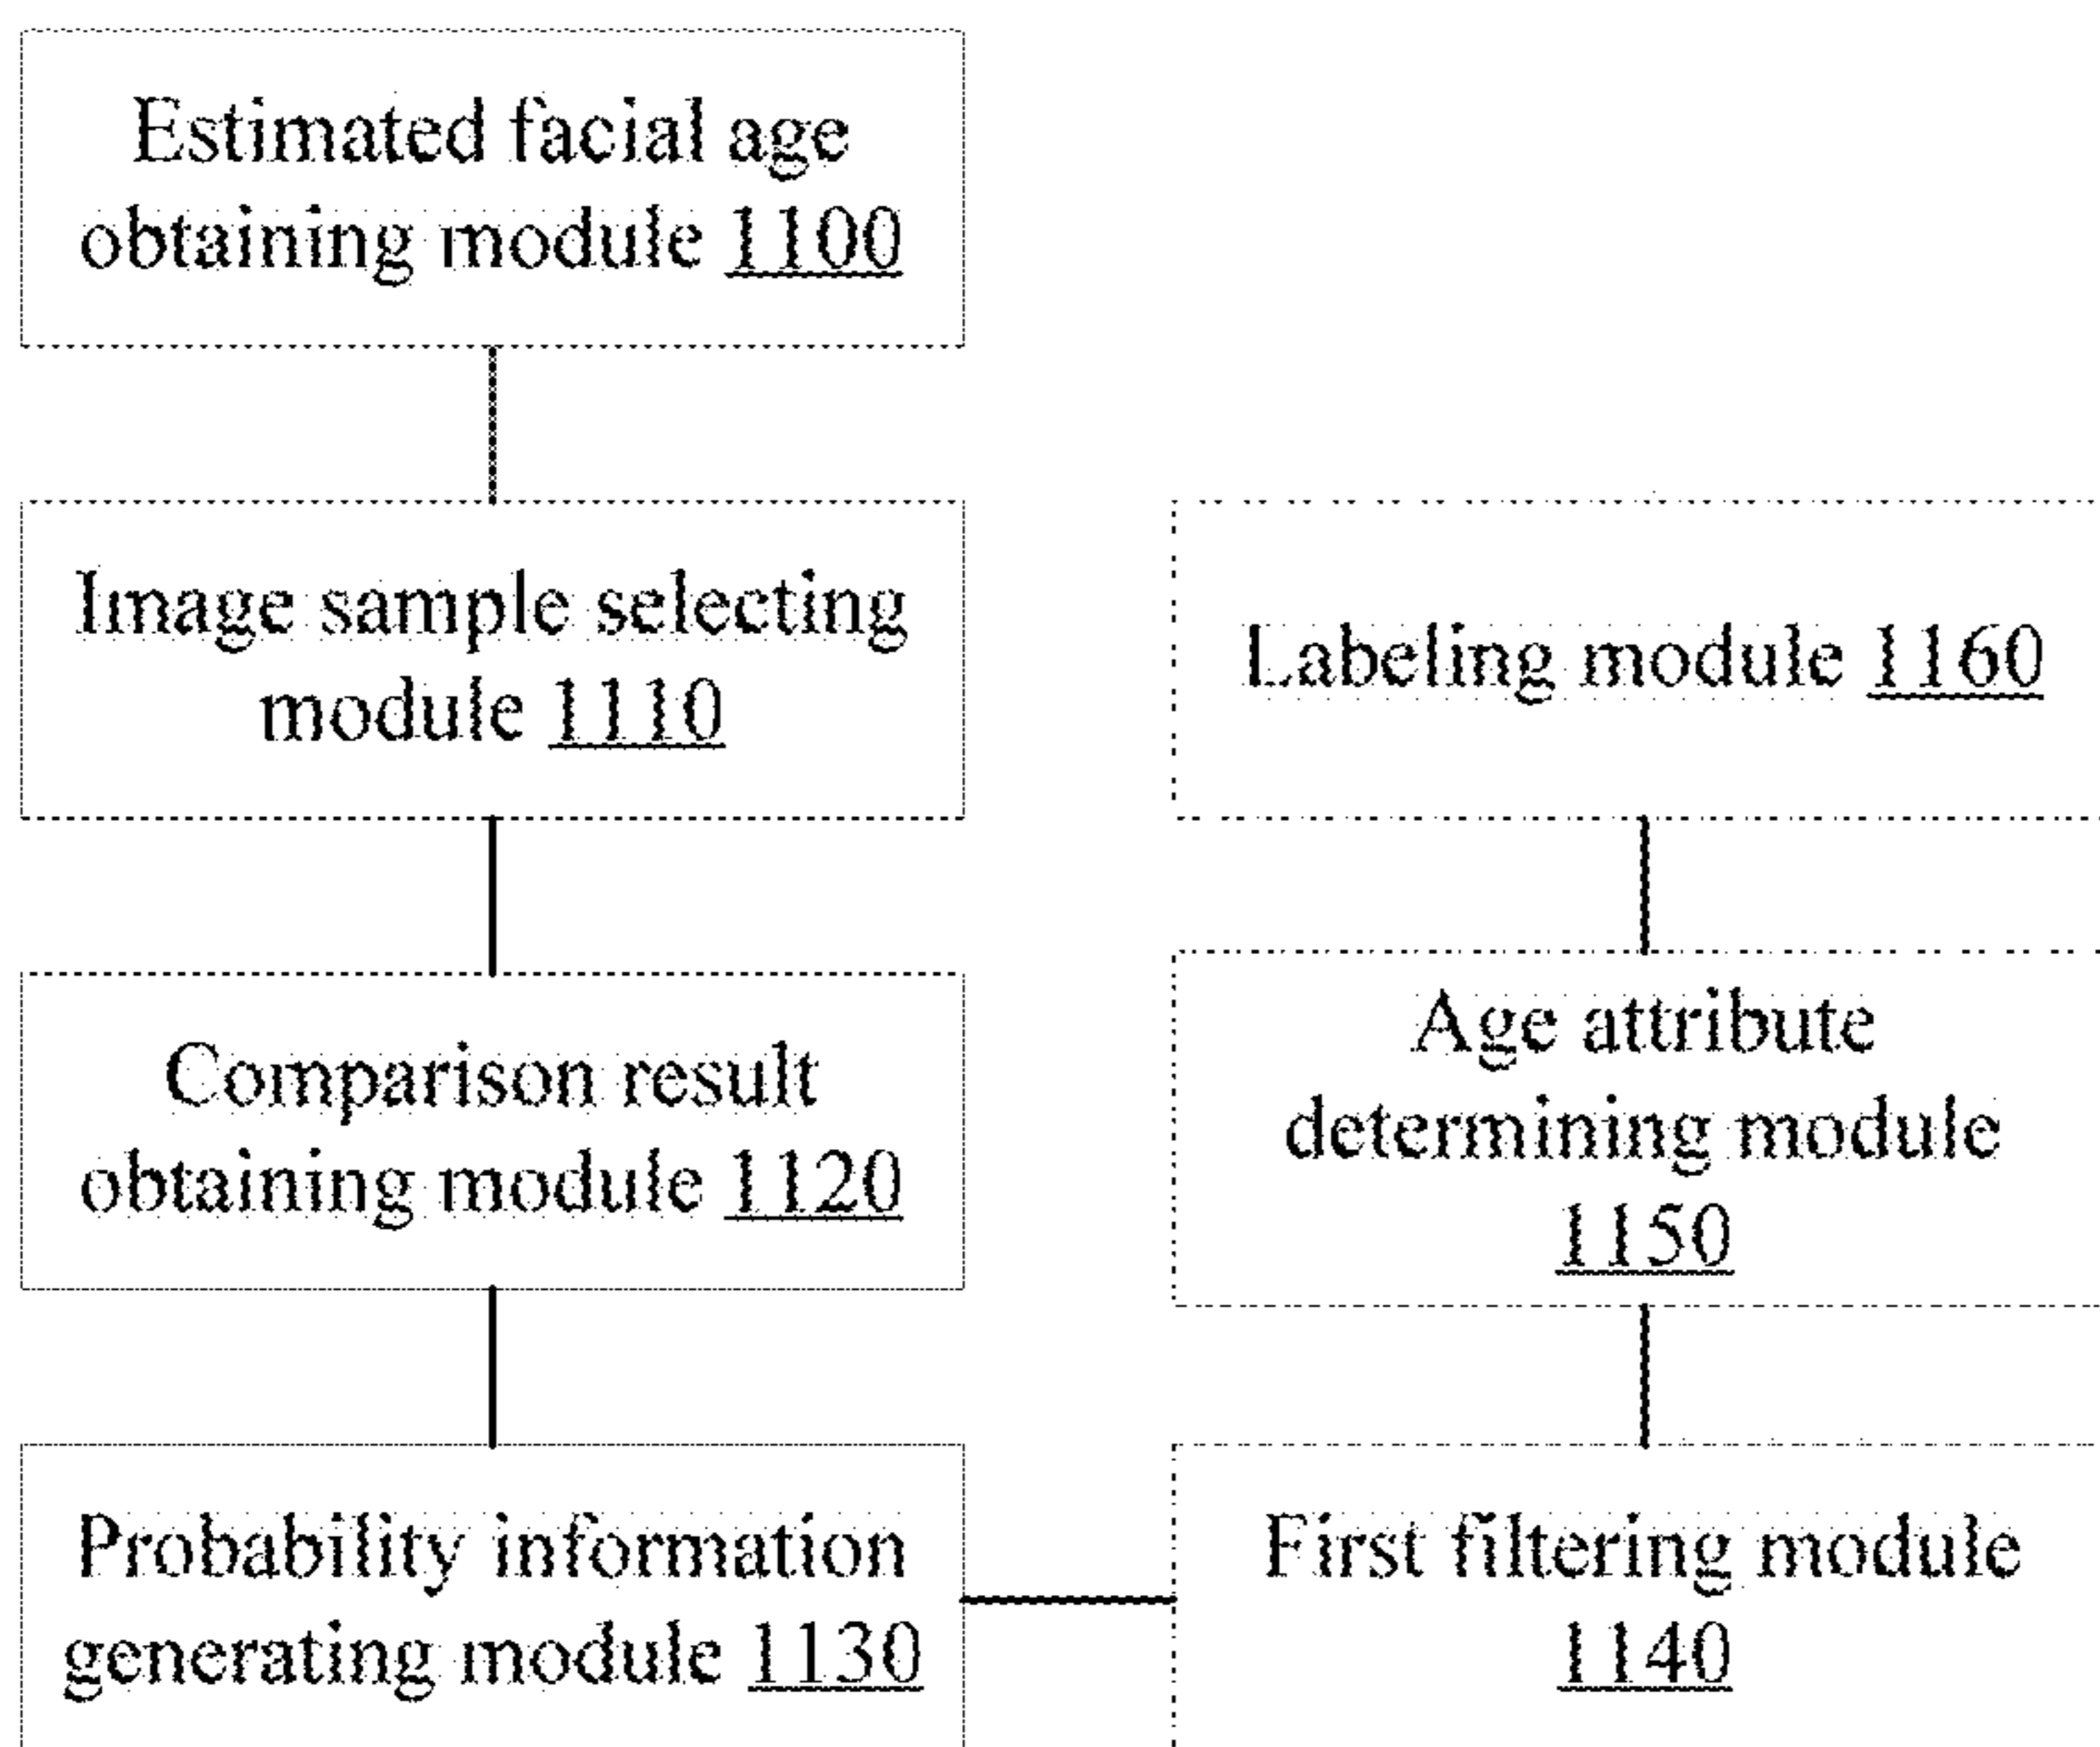 Estimated facial age
obtaining module 1100
Image sample selecting
module 1110
Comparison result
obtaining module 1120
Probability information
generating module 1130
Labeling module 1160
Age attribute
determining module
1150
First filtering module
1140